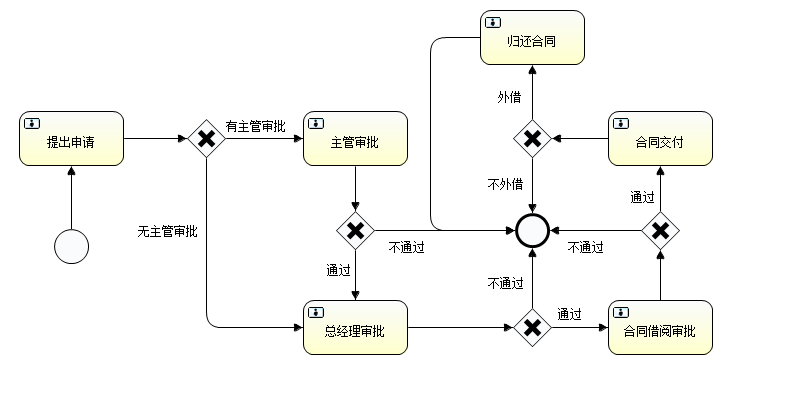 归还合同
外借
有主管审批
提出申请
主管审批
合同交付
不外借
通过
无主管审批
不通过
不通过
通过
不通过
通过
总经理审批
合同借阅审批